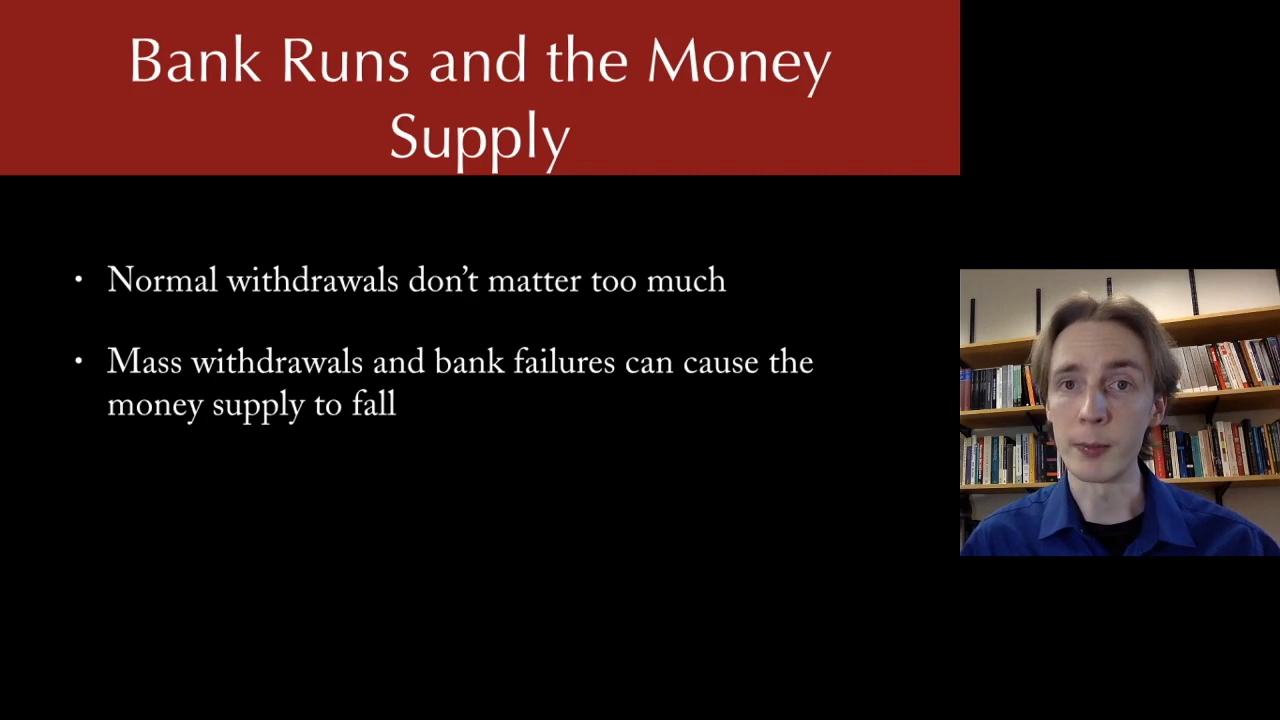 Bank Runs and the Money
Supply
• Normal withdrawals don’t matter too much
• Mass withdrawals and bank failures can cause the
money supply to fall